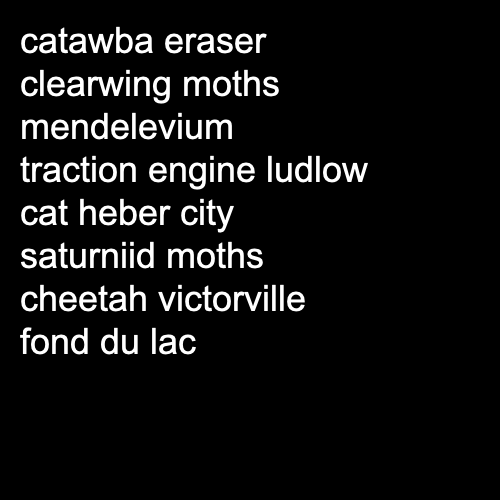 catawba eraser
clearwing moths
mendelevium
traction engine ludlow
cat heber city
saturniid moths
cheetah victorville
fond du lac